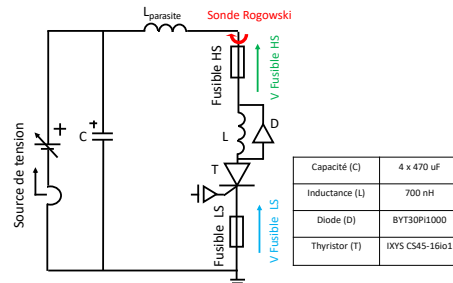 L parasite
Sonde Rogowski
Fusible HS
V Fusible HS
+
+
C
Source de tension
L
D
T
Fusible LS
V Fusible LS
Capacité (C) 4 x 470 uF
Inductance (L) 700 nH
Diode (D) BYT30Pi1000
Thyristor (T) IXYS CS45-16io1